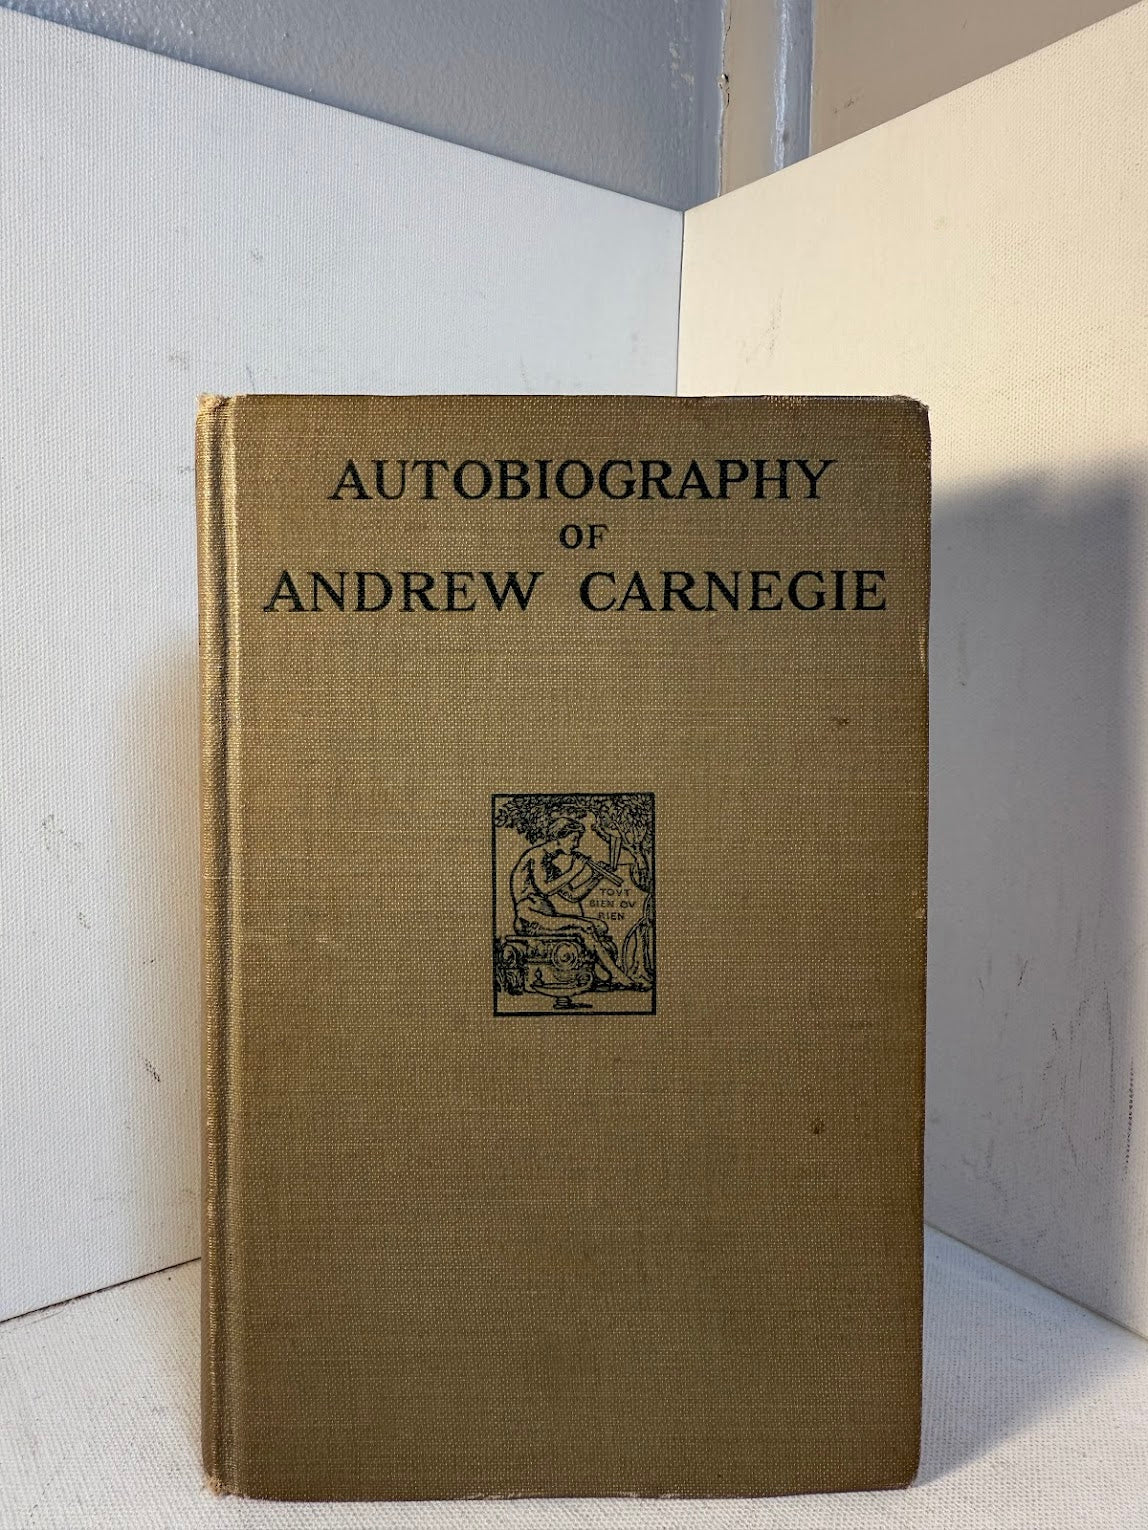 AUTOBIOGRAPHY
OF
ANDREW CARNEGIE
TOVT
BIEN OV
RIEN